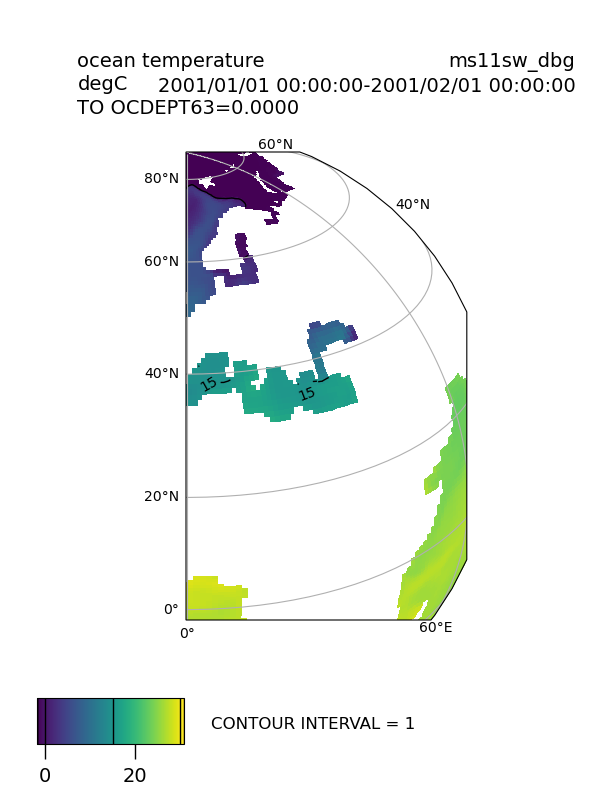 ocean temperature ms11sw_dbg
degC 2001/01/01 00:00:00-2001/02/01 00:00:00
TO OCDEPT63=0.0000
60°N
80°N
40°N
60°N
40°N
15
15
20°N
0°
0°
60°E
CONTOUR INTERVAL = 1
0 20